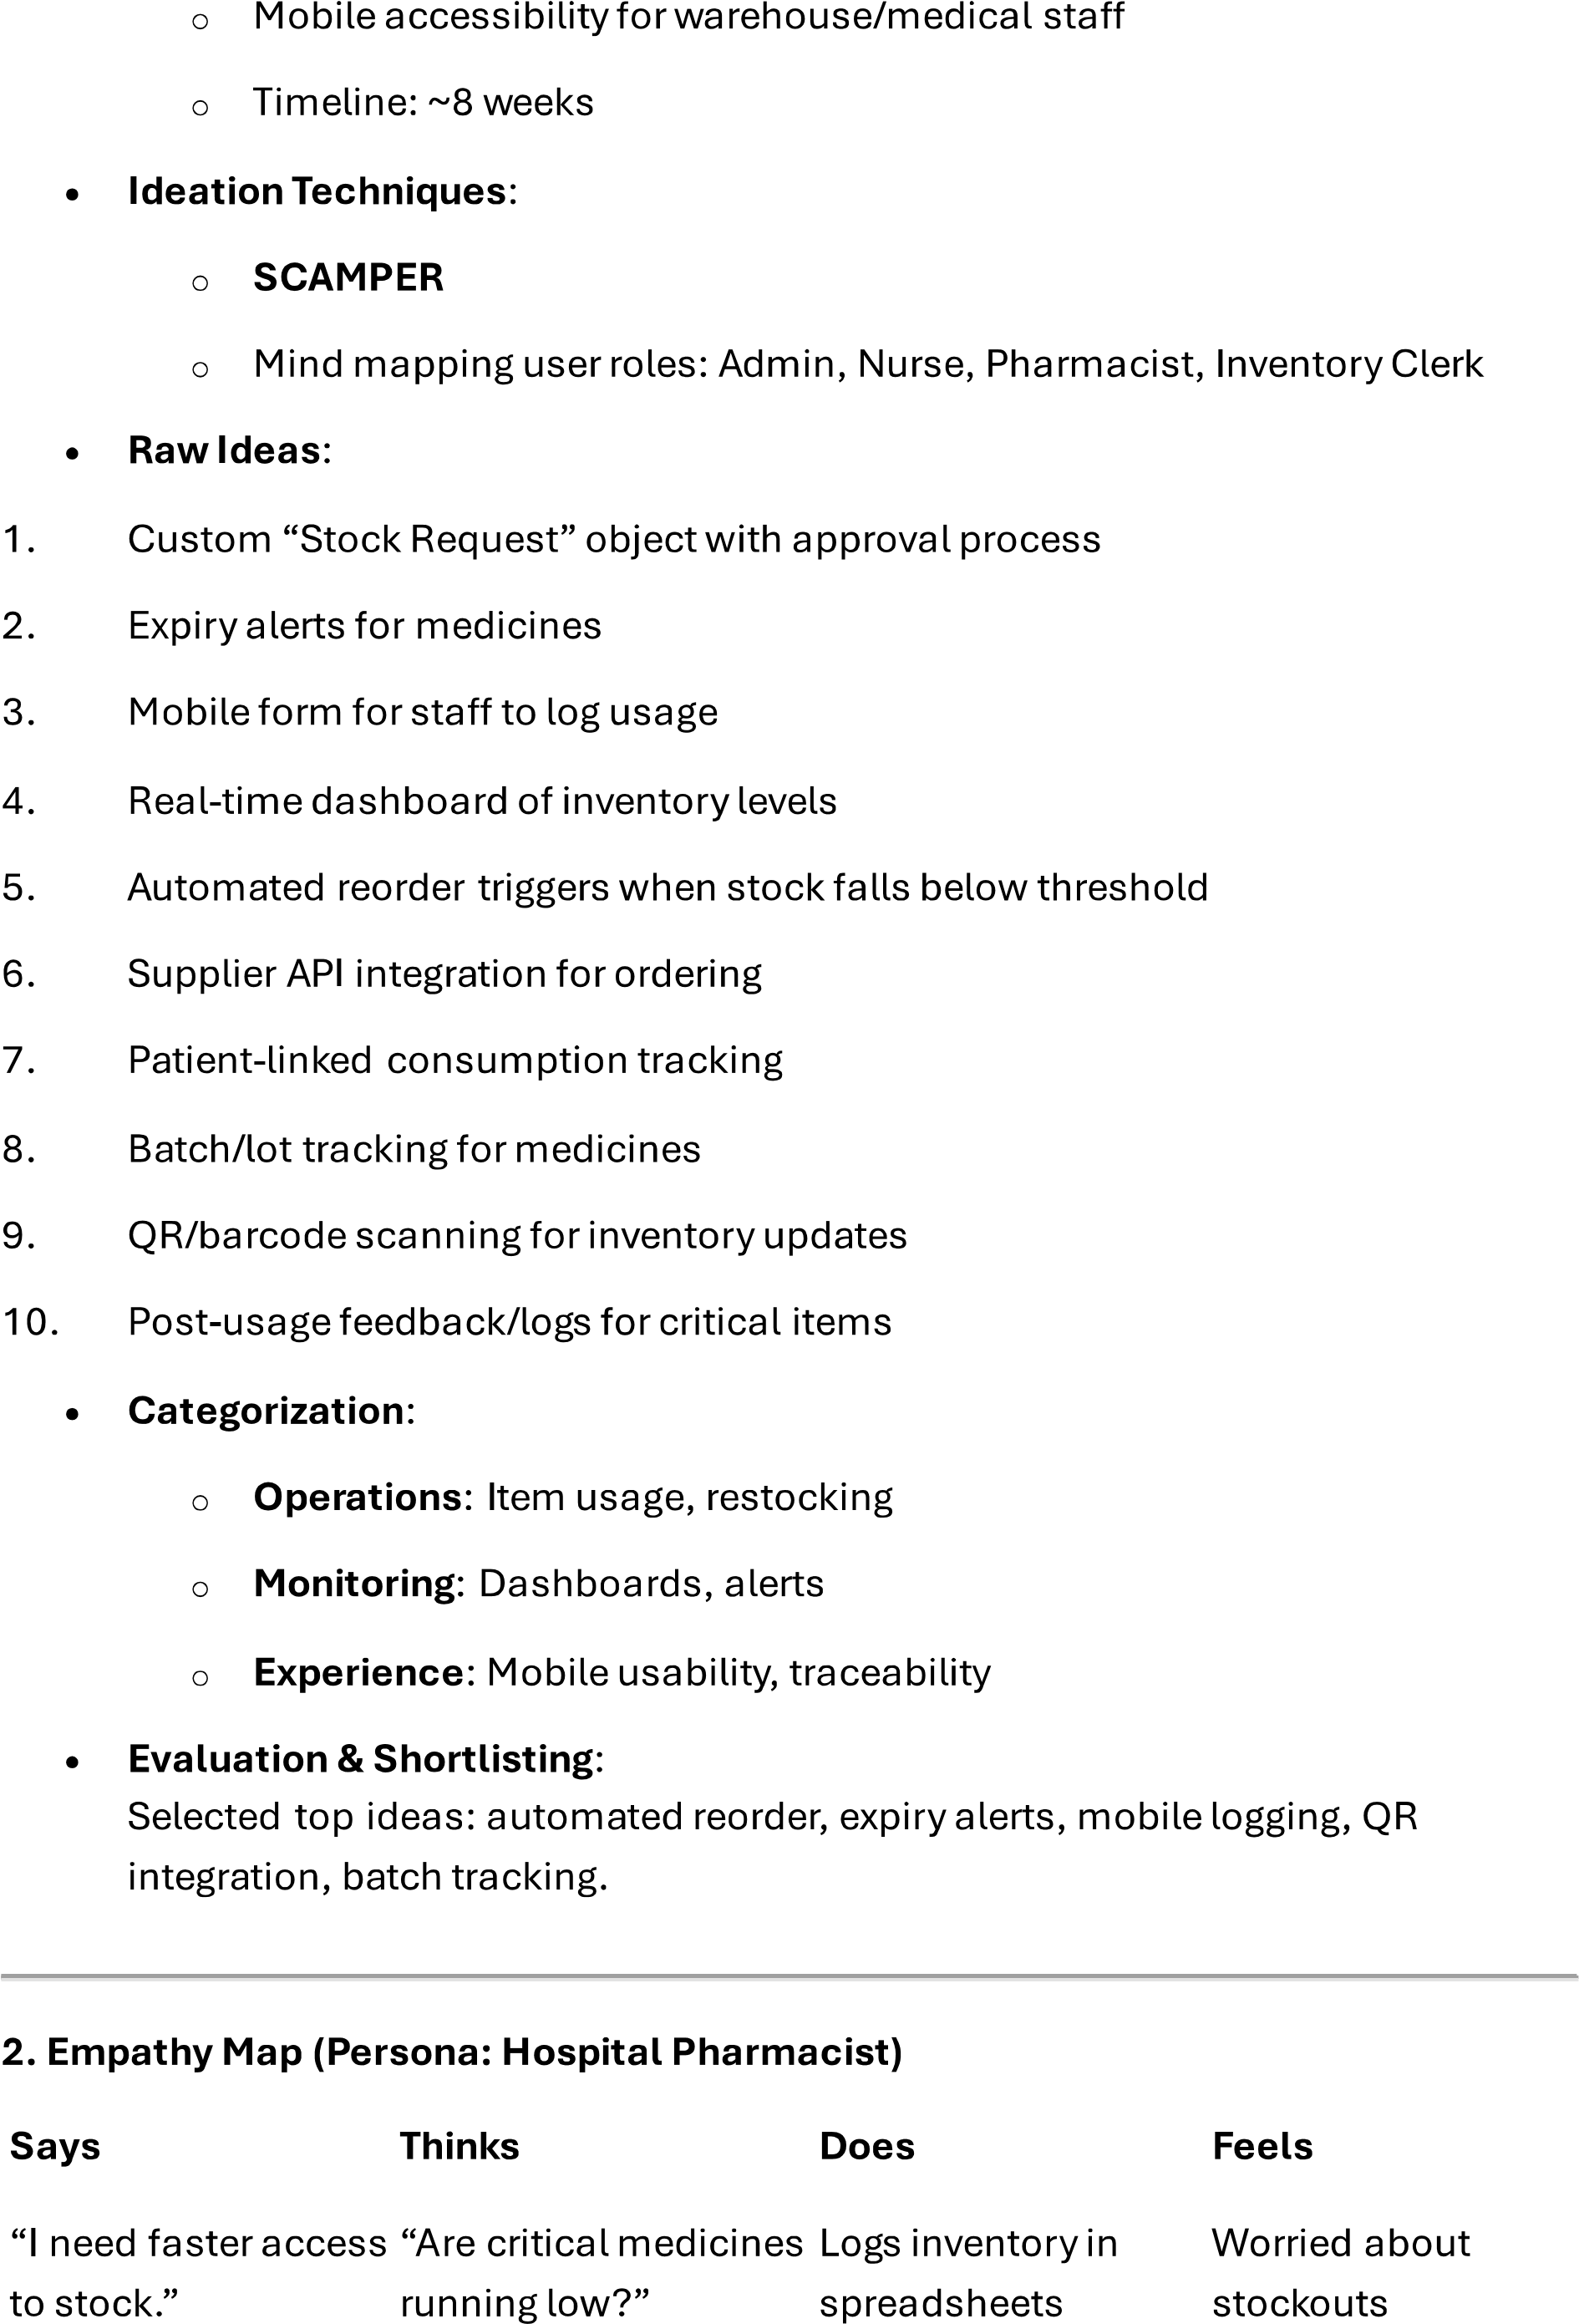 ○ Mobile accessibility for warehouse/medical staff
○ Timeline: ~8 weeks
• Ideation Techniques:
○ SCAMPER
○ Mind mapping user roles: Admin, Nurse, Pharmacist, Inventory Clerk
• Raw Ideas:
1. Custom “Stock Request” object with approval process
2. Expiry alerts for medicines
3. Mobile form for staff to log usage
4. Real-time dashboard of inventory levels
5. Automated reorder triggers when stock falls below threshold
6. Supplier API integration for ordering
7. Patient-linked consumption tracking
8. Batch/lot tracking for medicines
9. QR/barcode scanning for inventory updates
10. Post-usage feedback/logs for critical items
• Categorization:
○ Operations: Item usage, restocking
○ Monitoring: Dashboards, alerts
○ Experience: Mobile usability, traceability
• Evaluation & Shortlisting:
Selected top ideas: automated reorder, expiry alerts, mobile logging, QR
integration, batch tracking.
2. Empathy Map (Persona: Hospital Pharmacist)
Says Thinks Does Feels
“I need faster access “Are critical medicines Logs inventory in Worried about
to stock.” running low?” spreadsheets stockouts